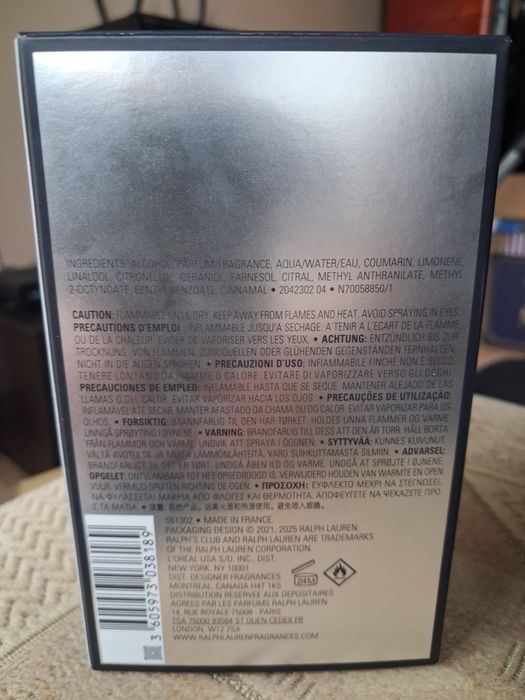 INGREDIENTS: ALCOHOL, PARFUM/FRAGRANCE, AQUA/WATER/EAU, COUMARIN, LIMONENE,
LINALOOL, CITRONELLOL, GERANIOL, FARNESOL, CITRAL, METHYL ANTHRANILATE, METHYL
2-OCTYNOATE, BENZYL BENZOATE, CINNAMAL • 2042302 04 • N70058850/1
CAUTION: FLAMMABLE UNTIL DRY. KEEP AWAY FROM FLAMES AND HEAT. AVOID SPRAYING IN EYES.
PRECAUTIONS D'EMPLOI : INFLAMMABLE JUSQU'A SECHAGE. A TENIR A L'ECART DE LA FLAMME
OU DE LA CHALEUR. EVITER DE VAPORISER VERS LES YEUX. • ACHTUNG: ENTZÜNDLICH BIS ZUR
TROCKNUNG. VON FLAMMEN, ZÜNDQUELLEN ODER GLÜHENDEN GEGENSTÄNDEN FERNHALTEN.
NICHT IN DIE AUGEN SPRÜHEN. • PRECAUZIONI D'USO: INFIAMMABILE FINCHÉ NON È SECCO.
TENERE LONTANO DA FIAMME O CALORE. EVITARE DI VAPORIZZARE VERSO GLI OCCHI.
PRECAUCIONES DE EMPLEO: INFLAMABLE HASTA QUE SE SEQUE. MANTENER ALEJADO DE LAS
LLAMAS O DEL CALOR. EVITAR VAPORIZAR HACIA LOS OJOS • PRECAUÇÕES DE UTILIZAÇÃO:
INFLAMÁVEL ATÉ SECAR. MANTER AFASTADO DA CHAMA OU DO CALOR. EVITAR VAPORIZAR PARA OS
OLHOS. • FORSIKTIG: BRANNFARLIG TIL DEN HAR TØRKET. HOLDES UNNA FLAMMER OG VARME.
UNNGÅ SPRØYTING I ØYNENE. • VARNING: BRANDFARLIG TILL DESS ATT DEN ÄR TORR. HÅLL BORTA
FRÅN FLAMMOR OCH VÄRME. UNDVIK ATT SPRAYA I ÖGONEN. • SYTTYVÄÄ: KUNNES KUIVUNUT.
VÄLTÄ AVOTULTA JA MISTÄ LÄMMÖNLÄHTEITÄ. VARO SUIHKUTTAMASTA SILMIIN. • ADVARSEL:
BRANDFARLIGT TIL DET ER TØRT. UNDGÅ ÅBEN ILD OG VARME. UNDGÅ AT SPRØJTE I ØJNENE.
OPGELET: ONTVLAMBAAR TOT HET OPGEDROOGD IS. VERWIJDERD HOUDEN VAN WARMTE EN OPEN
VUUR. VERMIJD SPUITEN RICHTING DE OGEN. • ΠΡΟΣΟΧΗ: ΕΥΦΛΕΚΤΟ ΜΕΧΡΙ ΝΑ ΣΤΕΓΝΩΣΕΙ.
ΝΑ ΦΥΛΑΣΣΕΤΑΙ ΜΑΚΡΙΑ ΑΠΟ ΦΛΟΓΕΣ ΚΑΙ ΘΕΡΜΟΤΗΤΑ. ΑΠΟΦΕΥΓΕΤΕ ΝΑ ΨΕΚΑΖΕΤΕ ΠΡΟΣ
ΤΑ ΜΑΤΙΑ • 注意: 易燃产品。远离火源和热源。避免喷入眼睛。
561902 • MADE IN FRANCE.
PACKAGING DESIGN © 2021, 2025 RALPH LAUREN.
RALPH'S CLUB AND RALPH LAUREN ARE TRADEMARKS
OF THE RALPH LAUREN CORPORATION.
L'ORÉAL USA S/D, INC., DIST.
NEW YORK, NY 10001
DIST. DESIGNER FRAGRANCES
MONTREAL, CANADA H4T 1K5
DISTRIBUTION RESERVEE AUX DEPOSITAIRES
AGREES PAR LES PARFUMS RALPH LAUREN
14, RUE ROYALE 75008 - PARIS
TSA 75000 93584 ST OUEN CEDEX FR
LONDON, W12 7SA
WWW.RALPHLAURENFRAGRANCES.COM
24M
3 605973 038189